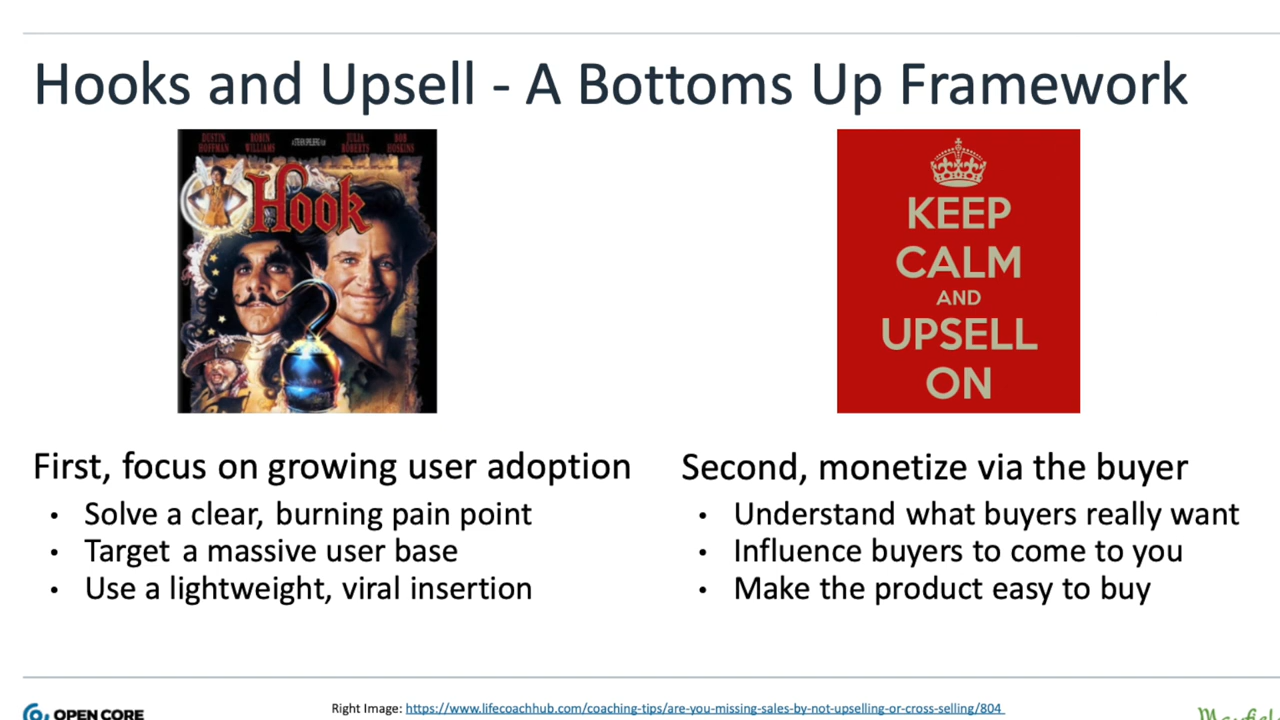 Hooks and Upsell - A Bottoms Up Framework
DUSTIN HOFFMAN
ROBIN WILLIAMS
JULIA ROBERTS
BOB HOSKINS
Hook
KEEP
CALM
AND
UPSELL
ON
First, focus on growing user adoption
• Solve a clear, burning pain point
• Target a massive user base
• Use a lightweight, viral insertion
Second, monetize via the buyer
• Understand what buyers really want
• Influence buyers to come to you
• Make the product easy to buy
OPEN CORE
Right Image: https://www.lifecoachhub.com/coaching-tips/are-you-missing-sales-by-not-upselling-or-cross-selling/804